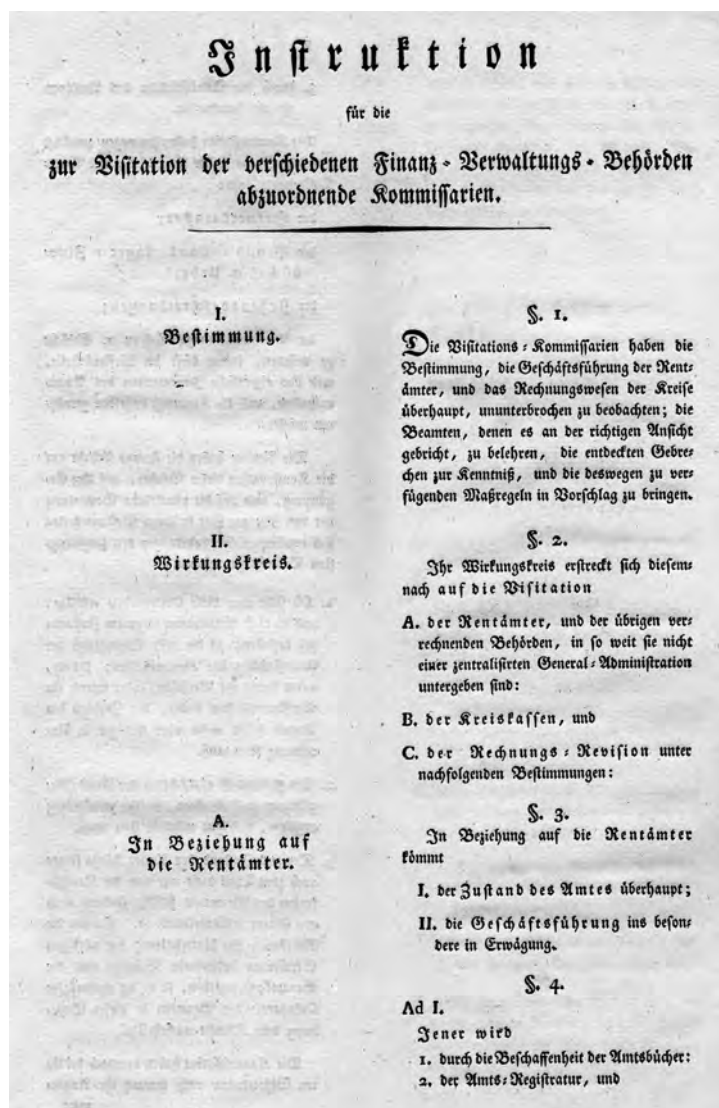 Instruktion
für die
zur Visitation der verschiedenen Finanz-Verwaltungs-Behörden
abzuordnende Kommissarien.
I.
Bestimmung.
§. 1.
Die Visitations-Kommissarien haben die
Bestimmung, die Geschäftsführung der Rent-
ämter, und das Rechnungswesen der Kreise
überhaupt, ununterbrochen zu beobachten; die
Beamten, denen es an der richtigen Ansicht
gebricht, zu belehren, die entdeckten Gebre-
chen zur Kenntniß, und die deswegen zu ver-
fügenden Maßregeln in Vorschlag zu bringen.
II.
Wirkungskreis.
§. 2.
Ihr Wirkungskreis erstreckt sich diesem-
nach auf die Visitation
A. der Rentämter, und der übrigen ver-
rechnenden Behörden, in so weit sie nicht
einer zentralisirten General-Administration
untergeben sind:
B. der Kreiskassen, und
C. der Rechnungs-Revision unter
nachfolgenden Bestimmungen:
A.
In Beziehung auf
die Rentämter.
§. 3.
In Beziehung auf die Rentämter
kömmt
I. der Zustand des Amtes überhaupt;
II. die Geschäftsführung ins beson-
dere in Erwägung.
§. 4.
Ad I.
Jener wird
1. durch die Beschaffenheit der Amtsbücher:
2. der Amts-Registratur, und